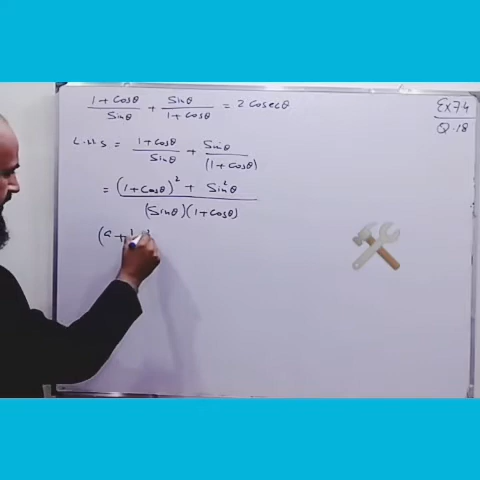 (1 + Cosθ)/Sinθ + Sinθ/(1 + Cosθ) = 2 Cosecθ
Ex 7.4
Q.18
L.H.S = (1 + Cosθ)/Sinθ + Sinθ/(1 + Cosθ)
= ((1 + Cosθ)² + Sin²θ)/((Sinθ)(1 + Cosθ))
(a + b